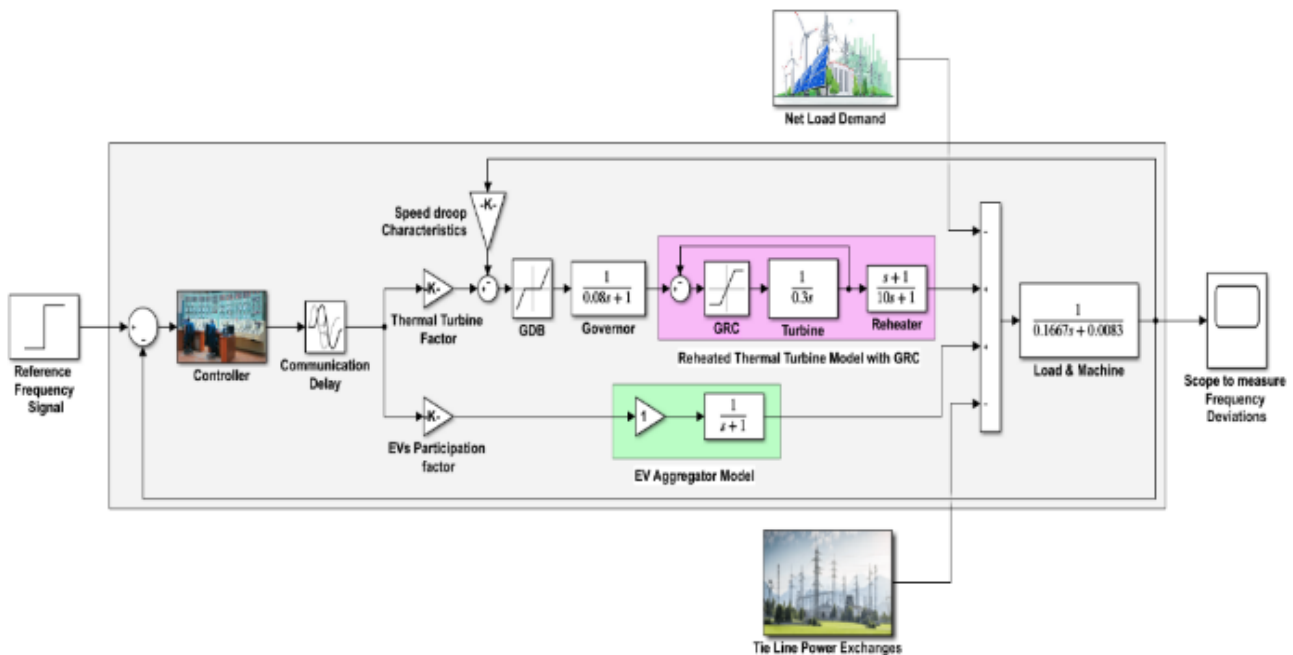 Net Load Demand
-K-
Speed droop
Characteristics
-K-
Thermal Turbine
Factor
+
-
GDB
1
0.08s + 1
Governor
+
-
GRC
1
0.3s
Turbine
s + 1
10s + 1
Reheater
Reheated Thermal Turbine Model with GRC
Reference
Frequency
Signal
+
-
Controller
Communication
Delay
-K-
EVs Participation
factor
1
1
s + 1
EV Aggregator Model
-
+
+
-
1
0.1667s + 0.0083
Load & Machine
Scope to measure
Frequency
Deviations
Tie Line Power Exchanges